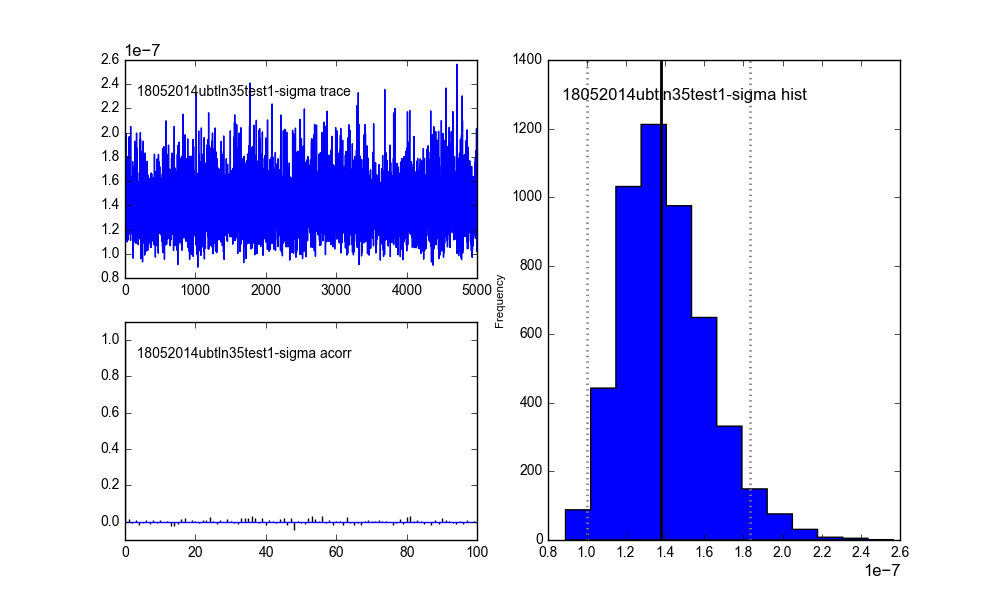 1e−7
2.6
2.4
2.2
2.0
1.8
1.6
1.4
1.2
1.0
0.8
18052014ubtln35test1-sigma trace
0 1000 2000 3000 4000 5000
1.0
0.8
0.6
0.4
0.2
0.0
18052014ubtln35test1-sigma acorr
0 20 40 60 80 100
1400
1200
1000
800
600
400
200
0
Frequency
18052014ubtln35test1-sigma hist
0.8 1.0 1.2 1.4 1.6 1.8 2.0 2.2 2.4 2.6
1e−7